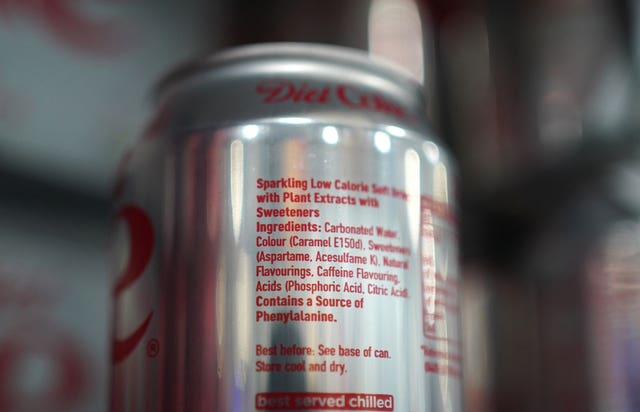 Diet Coke
Sparkling Low Calorie Soft Drink
with Plant Extracts with
Sweeteners
Ingredients: Carbonated Water,
Colour (Caramel E150d), Sweeteners
(Aspartame, Acesulfame K), Natural
Flavourings, Caffeine Flavouring,
Acids (Phosphoric Acid, Citric Acid).
Contains a Source of
Phenylalanine.
Best before: See base of can.
Store cool and dry.
best served chilled
®